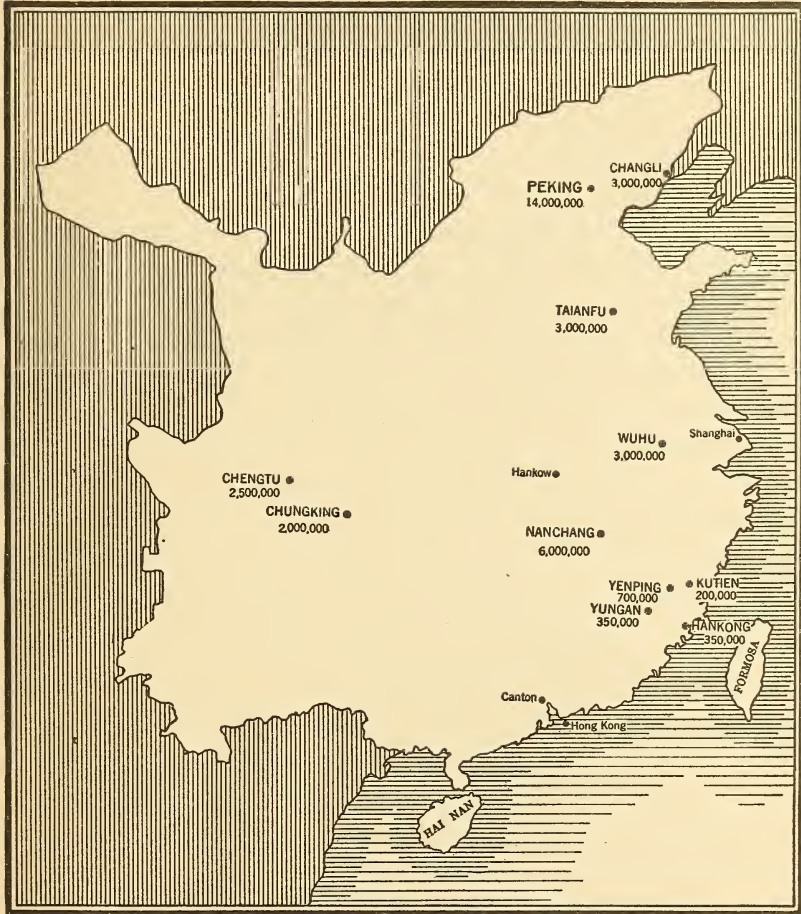 CHANGLI
3,000,000
PEKING
14,000,000
TAIANFU
3,000,000
WUHU
3,000,000
Shanghai
Hankow
CHENGTU
2,500,000
CHUNGKING
2,000,000
NANCHANG
6,000,000
YENPING
700,000
KUTIEN
200,000
YUNGAN
350,000
HANKONG
350,000
FORMOSA
Canton
Hong Kong
HAI NAN